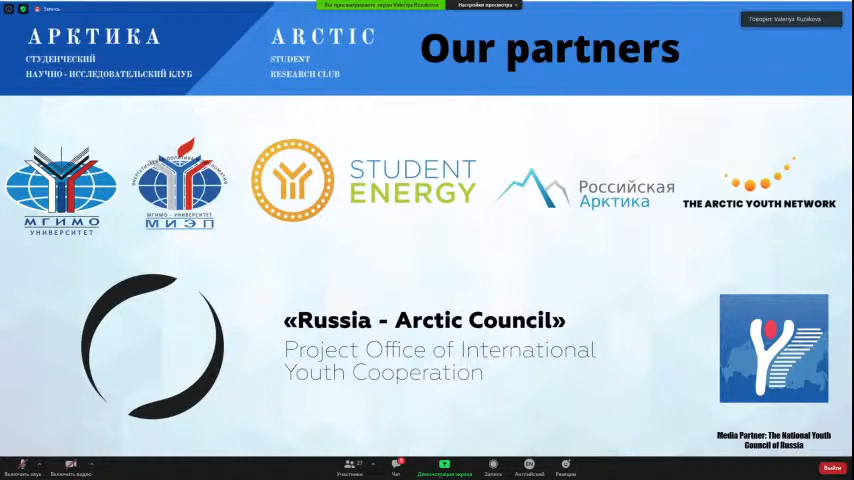 Запись
Вы просматриваете экран Valeriya Ruzakova
Настройки просмотра
Говорит: Valeriya Ruzakova
АРКТИКА
СТУДЕНЧЕСКИЙ
НАУЧНО - ИССЛЕДОВАТЕЛЬСКИЙ КЛУБ
ARCTIC
STUDENT
RESEARCH CLUB
Our partners
МГИМО
УНИВЕРСИТЕТ
МГИМО – УНИВЕРСИТЕТ
МИЭП
STUDENT
ENERGY
Российская
Арктика
THE ARCTIC YOUTH NETWORK
«Russia - Arctic Council»
Project Office of International
Youth Cooperation
Media Partner: The National Youth
Council of Russia
Включить звук
Включить видео
Участники
27
Чат
Демонстрация экрана
Запись
EN
Английский
Реакции
Выйти